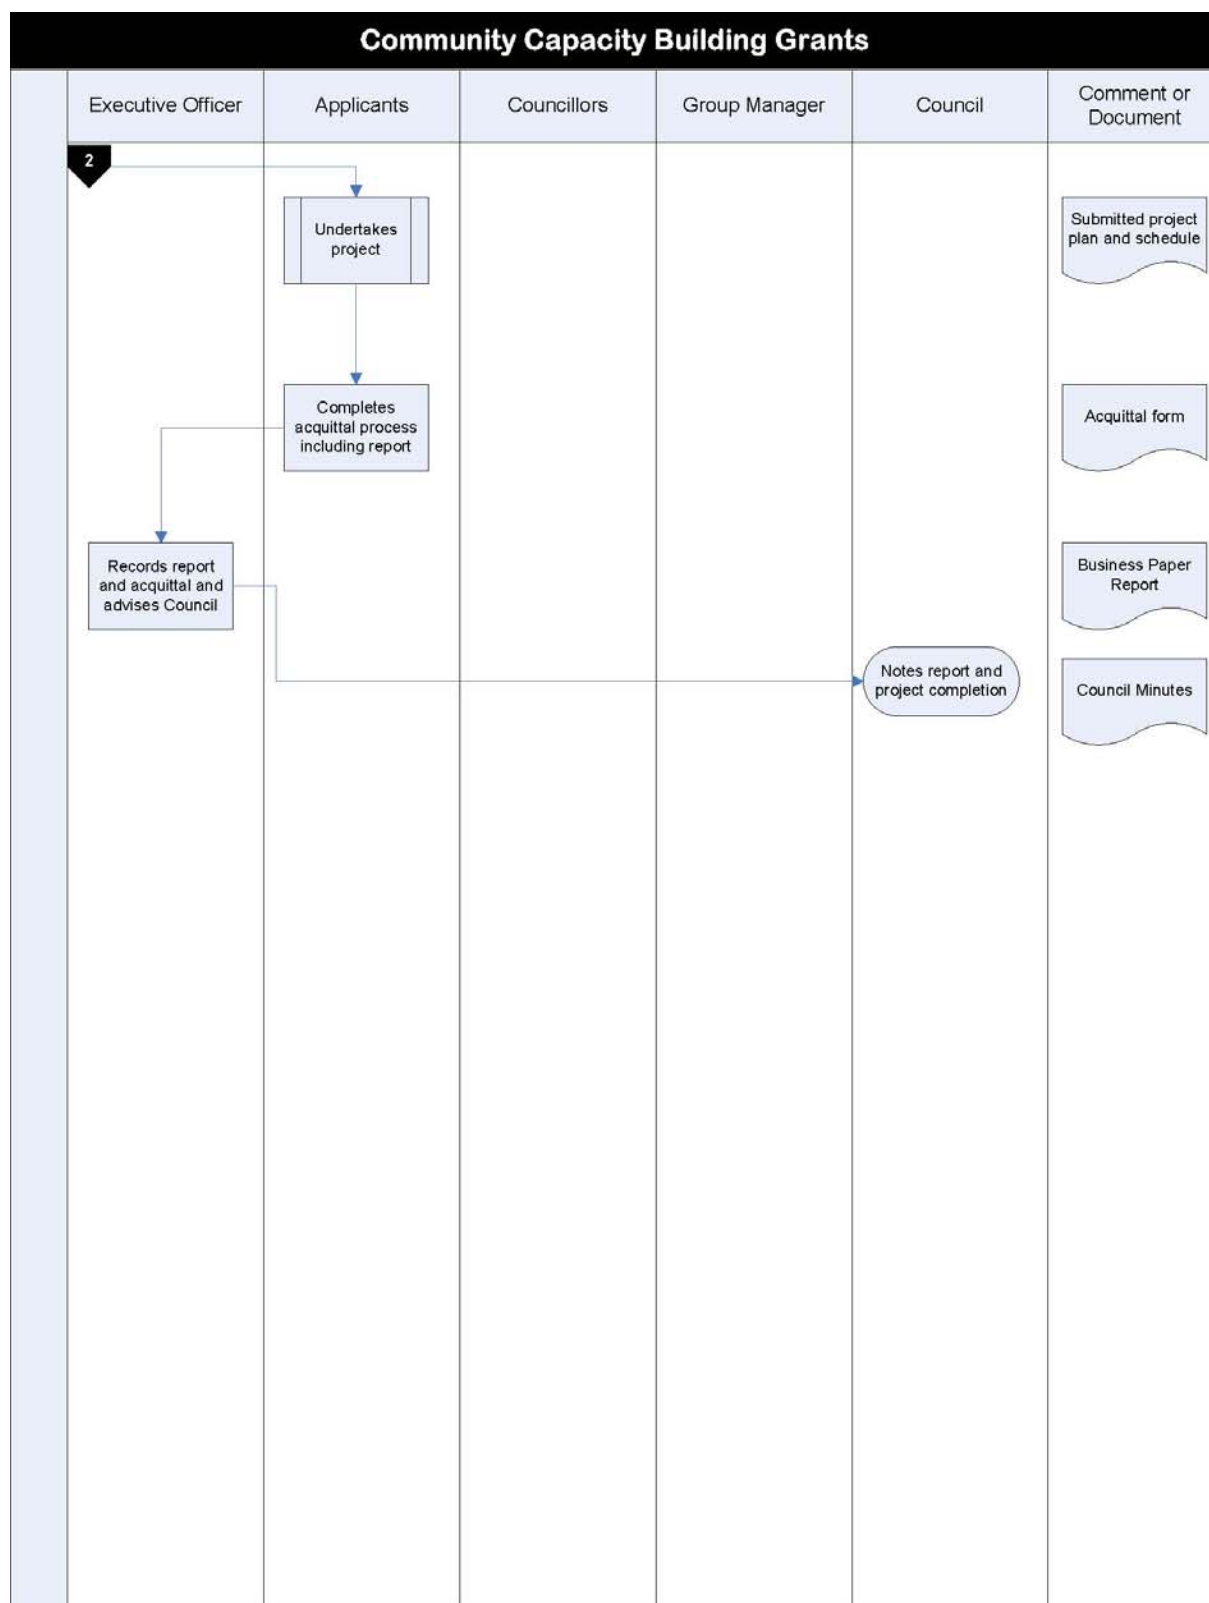 Community Capacity Building Grants
Executive Officer
Applicants
Councillors
Group Manager
Council
Comment or
Document
2
Undertakes
project
Submitted project
plan and schedule
Completes
acquittal process
including report
Acquittal form
Records report
and acquittal and
advises Council
Business Paper
Report
Notes report and
project completion
Council Minutes